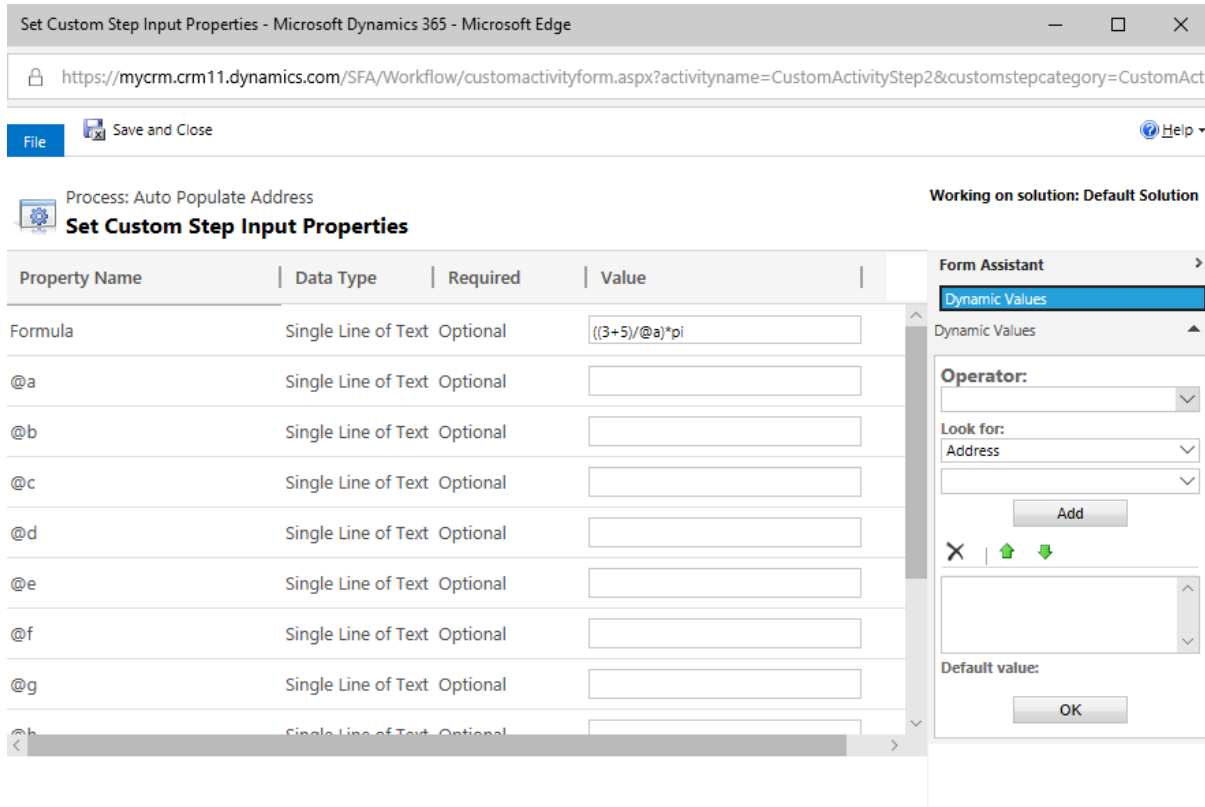 Set Custom Step Input Properties - Microsoft Dynamics 365 - Microsoft Edge
https://mycrm.crm11.dynamics.com/SFA/Workflow/customactivityform.aspx?activityname=CustomActivityStep2&customstepcategory=CustomAct
File Save and Close Help
Process: Auto Populate Address Working on solution: Default Solution
Set Custom Step Input Properties
Property Name Data Type Required Value
Formula Single Line of Text Optional ((3+5)/@a)*pi
@a Single Line of Text Optional
@b Single Line of Text Optional
@c Single Line of Text Optional
@d Single Line of Text Optional
@e Single Line of Text Optional
@f Single Line of Text Optional
@g Single Line of Text Optional
@h Single Line of Text Optional
Form Assistant
Dynamic Values
Dynamic Values
Operator:
Look for:
Address
Add
Default value:
OK